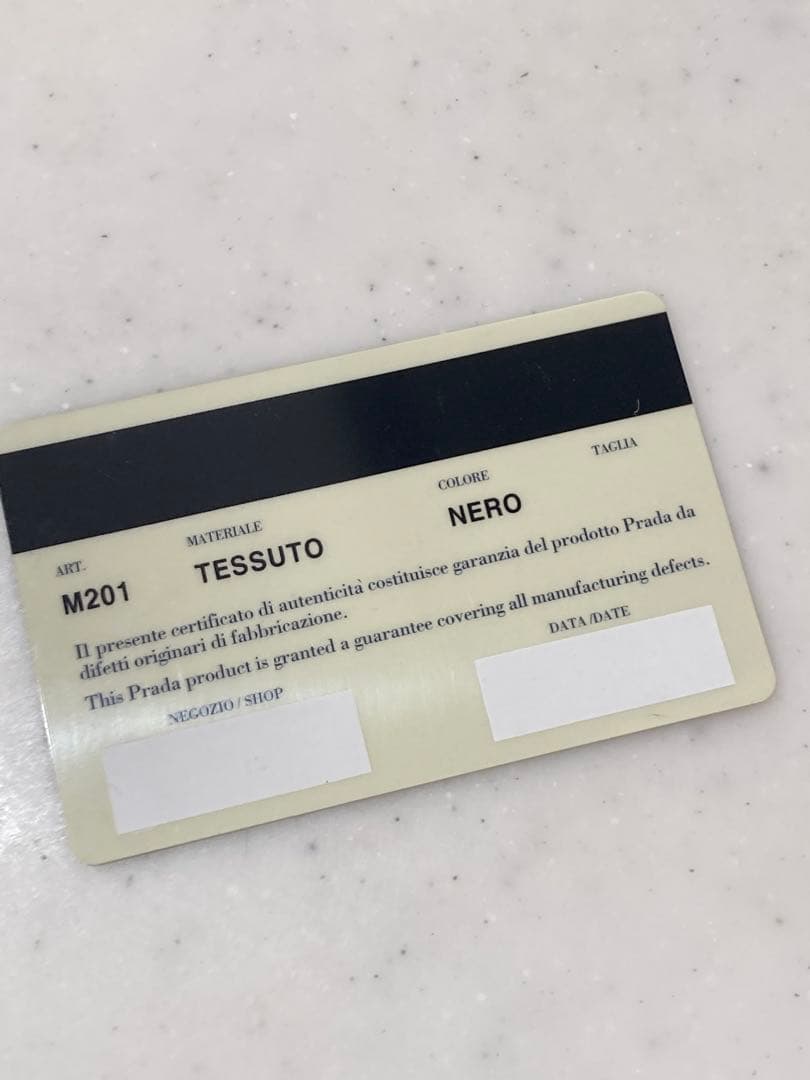 ART. MATERIALE COLORE TAGLIA
M201 TESSUTO NERO
Il presente certificato di autenticità costituisce garanzia del prodotto Prada da
difetti originari di fabbricazione.
This Prada product is granted a guarantee covering all manufacturing defects.
NEGOZIO / SHOP DATA /DATE